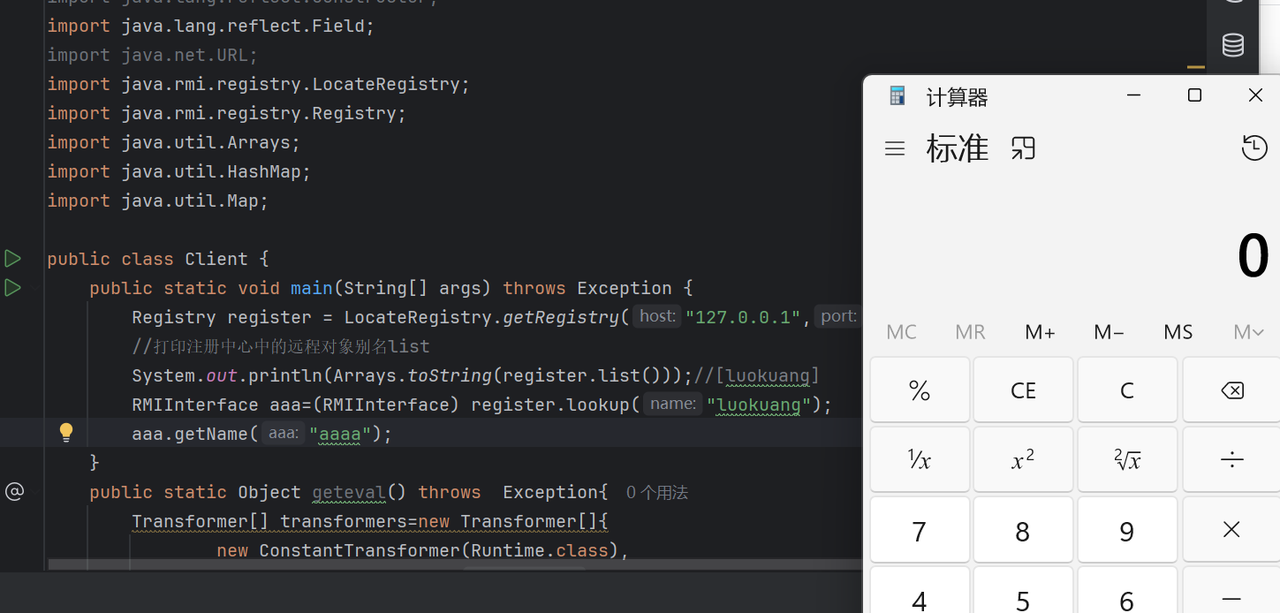 import java.lang.reflect.Constructor;
import java.lang.reflect.Field;
import java.net.URL;
import java.rmi.registry.LocateRegistry;
import java.rmi.registry.Registry;
import java.util.Arrays;
import java.util.HashMap;
import java.util.Map;
public class Client {
public static void main(String[] args) throws Exception {
Registry register = LocateRegistry.getRegistry( host: "127.0.0.1", port:
//打印注册中心中的远程对象别名list
System.out.println(Arrays.toString(register.list()));//[luokuang]
RMIInterface aaa=(RMIInterface) register.lookup( name: "luokuang");
aaa.getName( aaa: "aaaa");
}
public static Object geteval() throws  Exception{ 0 个用法
Transformer[] transformers=new Transformer[]{
new ConstantTransformer(Runtime.class),
计算器
标准
0
MC MR M+ M− MS M
% CE C
¹/x x² ²√x ÷
7 8 9 ×
4 5 6 −